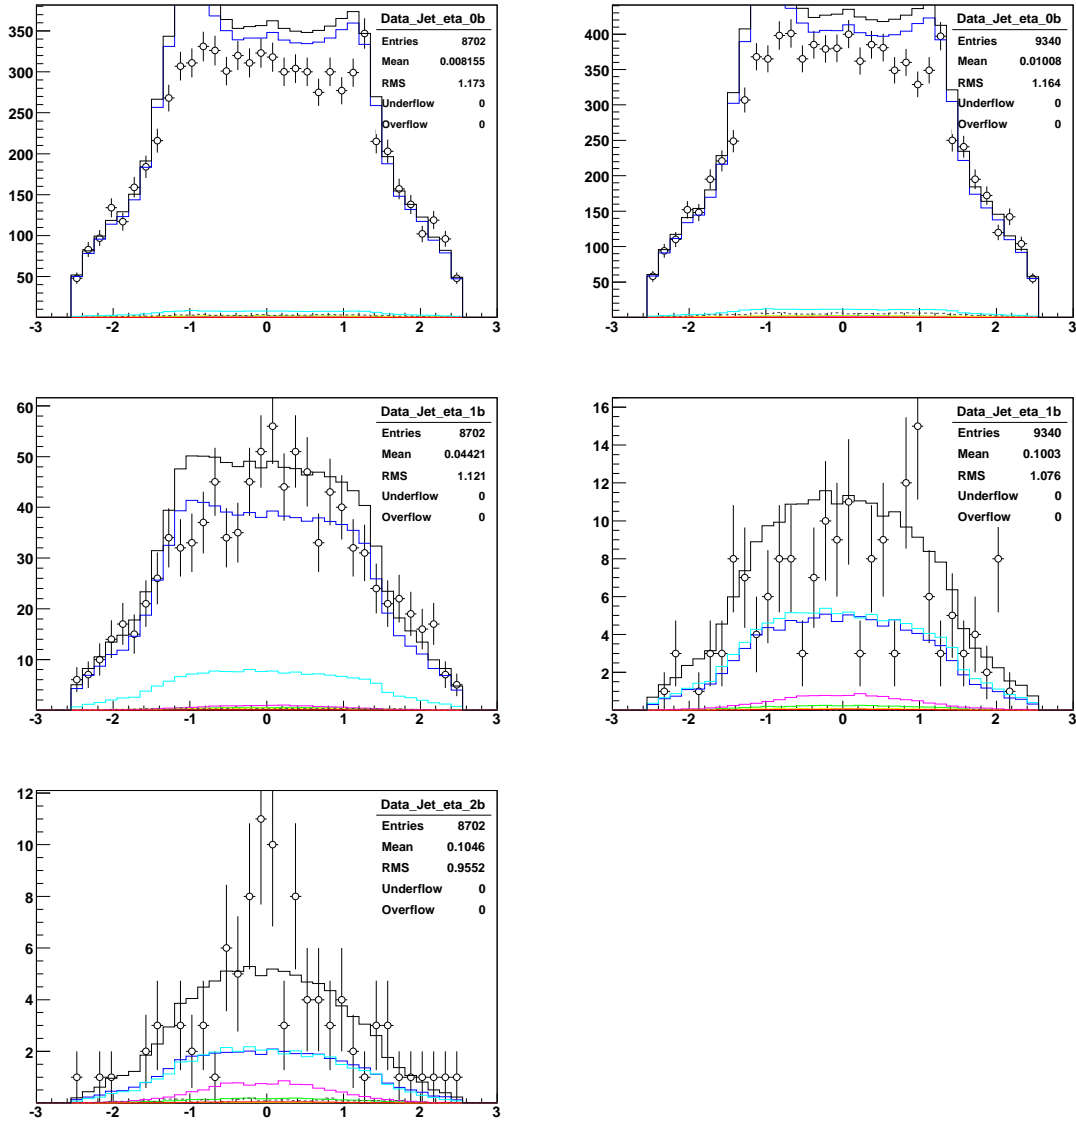 Data_Jet_eta_0b
Entries 8702
Mean 0.008155
RMS 1.173
Underflow 0
Overflow 0
350
300
250
200
150
100
50
-3 -2 -1 0 1 2 3
Data_Jet_eta_0b
Entries 9340
Mean 0.01008
RMS 1.164
Underflow 0
Overflow 0
400
350
300
250
200
150
100
50
-3 -2 -1 0 1 2 3
Data_Jet_eta_1b
Entries 8702
Mean 0.04421
RMS 1.121
Underflow 0
Overflow 0
60
50
40
30
20
10
-3 -2 -1 0 1 2 3
Data_Jet_eta_1b
Entries 9340
Mean 0.1003
RMS 1.076
Underflow 0
Overflow 0
16
14
12
10
8
6
4
2
-3 -2 -1 0 1 2 3
Data_Jet_eta_2b
Entries 8702
Mean 0.1046
RMS 0.9552
Underflow 0
Overflow 0
12
10
8
6
4
2
-3 -2 -1 0 1 2 3